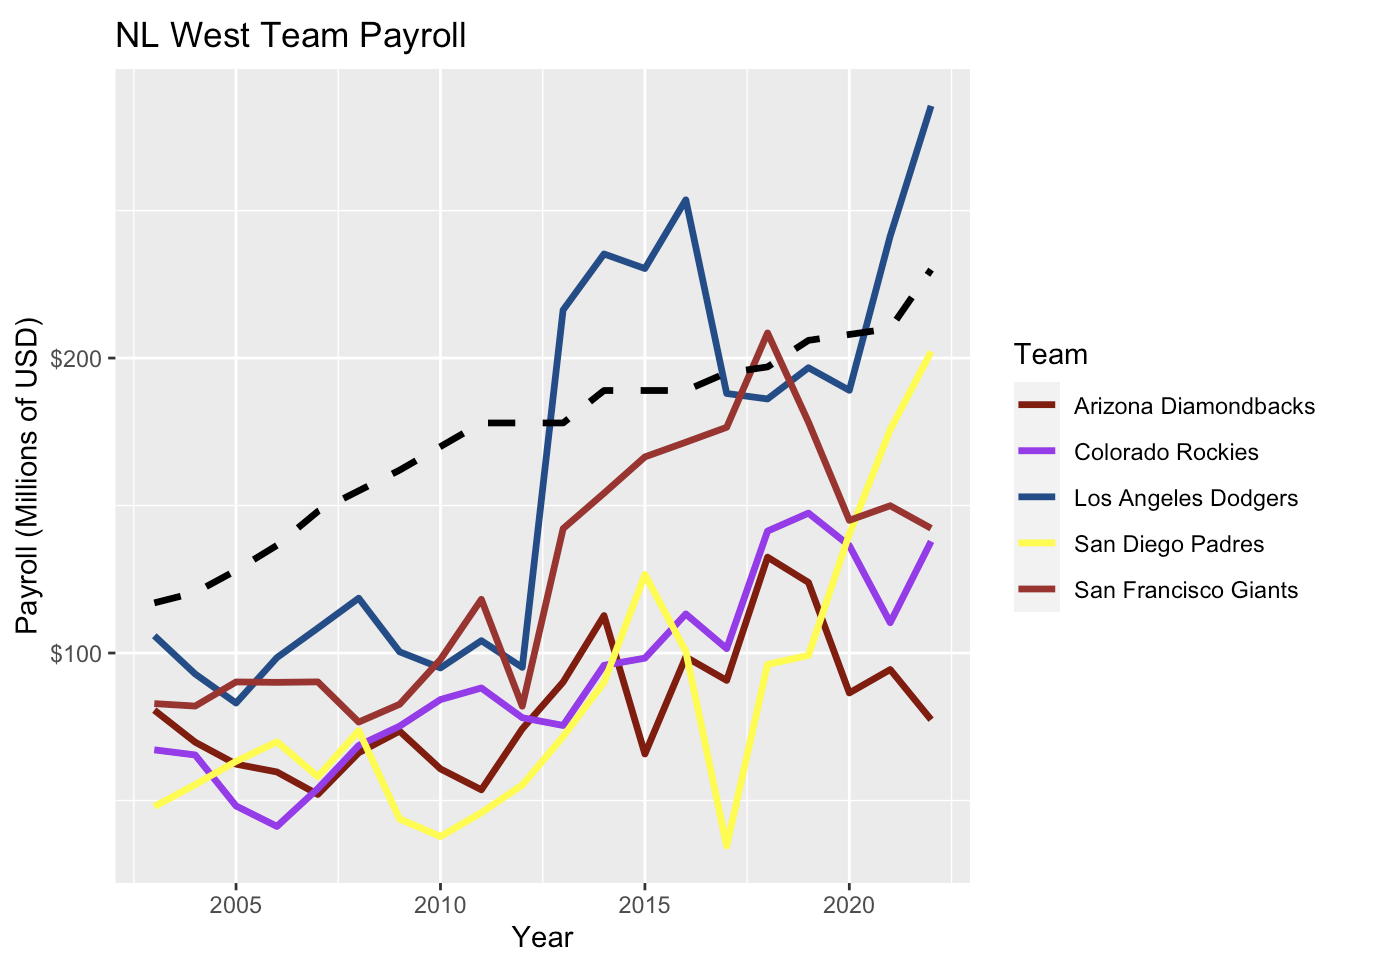 NL West Team Payroll
Payroll (Millions of USD)
$200
$100
2005 2010 2015 2020
Year
Team
Arizona Diamondbacks
Colorado Rockies
Los Angeles Dodgers
San Diego Padres
San Francisco Giants